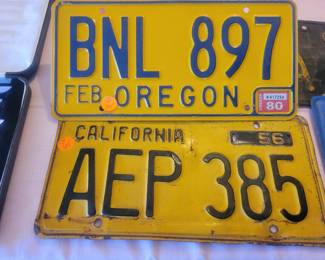 BNL 897
FEB OREGON
80
CALIFORNIA 56
AEP 385